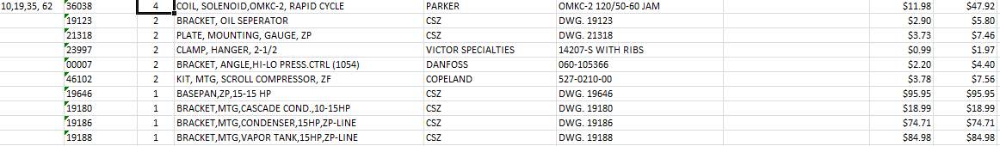 10,19,35, 62 36038 4 COIL, SOLENOID,OMKC-2, RAPID CYCLE PARKER OMKC-2 120/50-60 JAM $11.98 $47.92
19123 2 BRACKET, OIL SEPERATOR CSZ DWG. 19123 $2.90 $5.80
21318 2 PLATE, MOUNTING, GAUGE, ZP CSZ DWG. 21318 $3.73 $7.46
23997 2 CLAMP, HANGER, 2-1/2 VICTOR SPECIALTIES 14207-S WITH RIBS $0.99 $1.97
00007 2 BRACKET, ANGLE,HI-LO PRESS.CTRL (1054) DANFOSS 060-105366 $2.20 $4.40
46102 2 KIT, MTG, SCROLL COMPRESSOR, ZF COPELAND 527-0210-00 $3.78 $7.56
19646 1 BASEPAN,ZP,15-15 HP CSZ DWG. 19646 $95.95 $95.95
19180 1 BRACKET,MTG,CASCADE COND.,10-15HP CSZ DWG. 19180 $18.99 $18.99
19186 1 BRACKET,MTG,CONDENSER,15HP,ZP-LINE CSZ DWG. 19186 $74.71 $74.71
19188 1 BRACKET,MTG,VAPOR TANK,15HP,ZP-LINE CSZ DWG. 19188 $84.98 $84.98